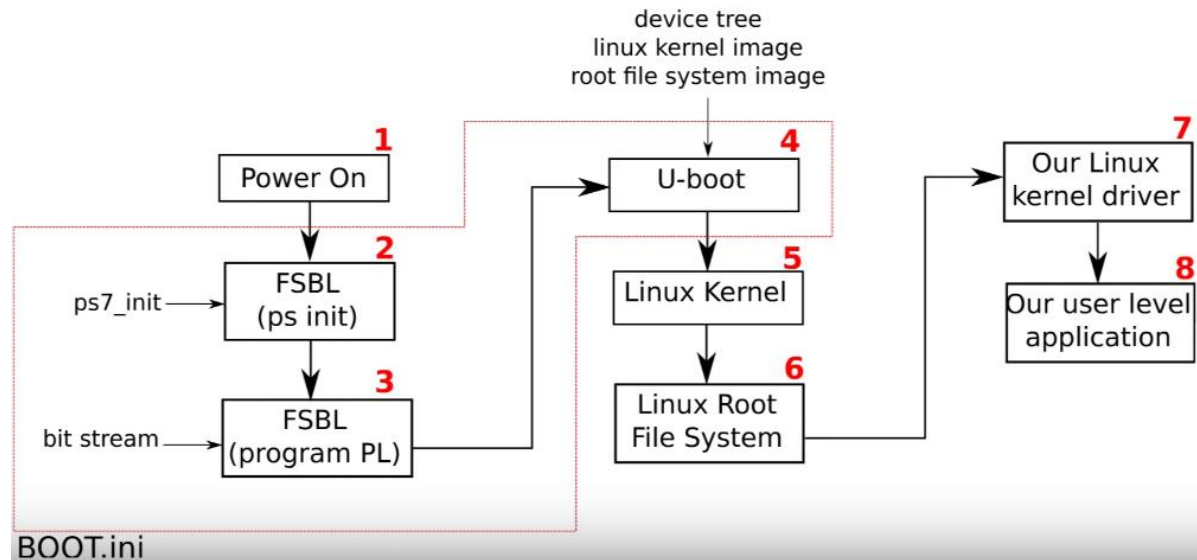 device tree
linux kernel image
root file system image
1
Power On
2
FSBL
(ps init)
ps7_init
3
FSBL
(program PL)
bit stream
4
U-boot
5
Linux Kernel
6
Linux Root
File System
7
Our Linux
kernel driver
8
Our user level
application
BOOT.ini